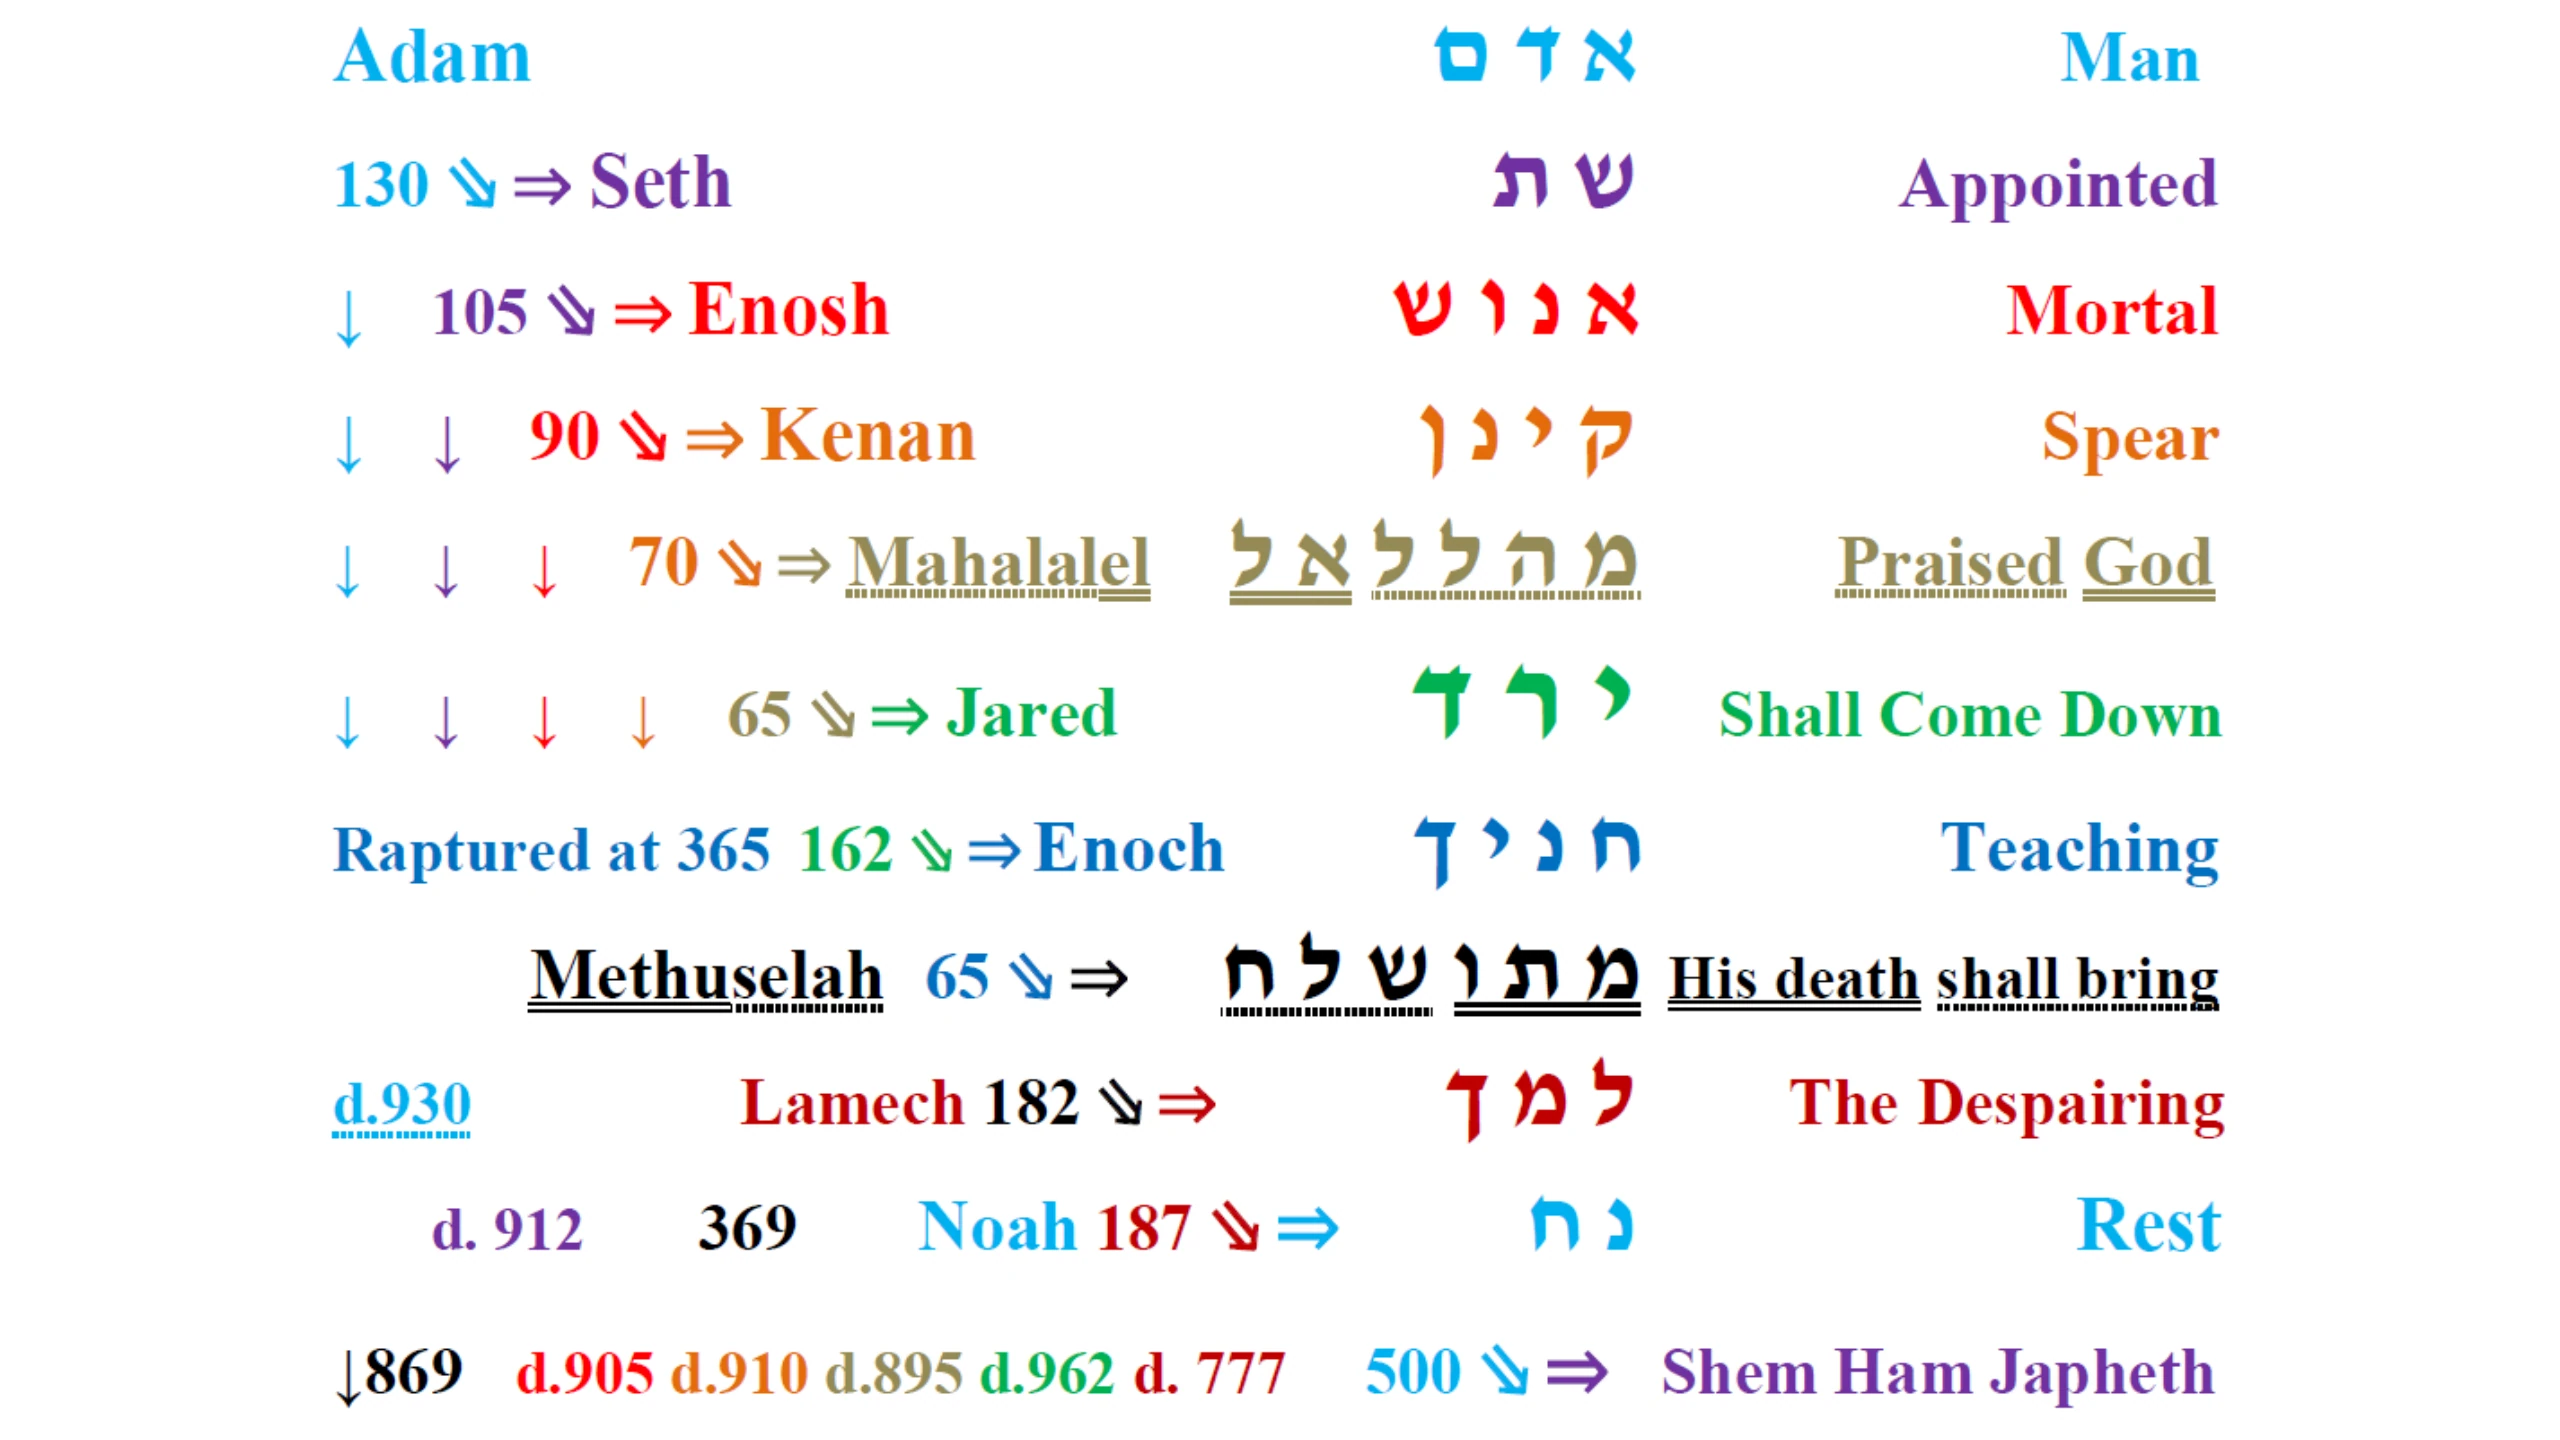 Adam אדם Man
130 ⇘ ⇒ Seth שת Appointed
↓ 105 ⇘ ⇒ Enosh אנוש Mortal
↓ ↓ 90 ⇘ ⇒ Kenan קינן Spear
↓ ↓ ↓ 70 ⇘ ⇒ Mahalalel מהללאל Praised God
↓ ↓ ↓ ↓ 65 ⇘ ⇒ Jared ירד Shall Come Down
Raptured at 365 162 ⇘ ⇒ Enoch חניך Teaching
Methuselah 65 ⇘ ⇒ מתושלח His death shall bring
d.930 Lamech 182 ⇘ ⇒ למך The Despairing
d. 912 369 Noah 187 ⇘ ⇒ נח Rest
↓869 d.905 d.910 d.895 d.962 d. 777 500 ⇘ ⇒ Shem Ham Japheth